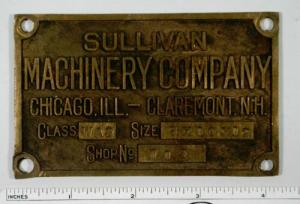 SULLIVAN
MACHINERY COMPANY
CHICAGO, ILL. – CLAREMONT, N.H.
CLASS SIZE
SHOP No
INCHES 1 2 3 4